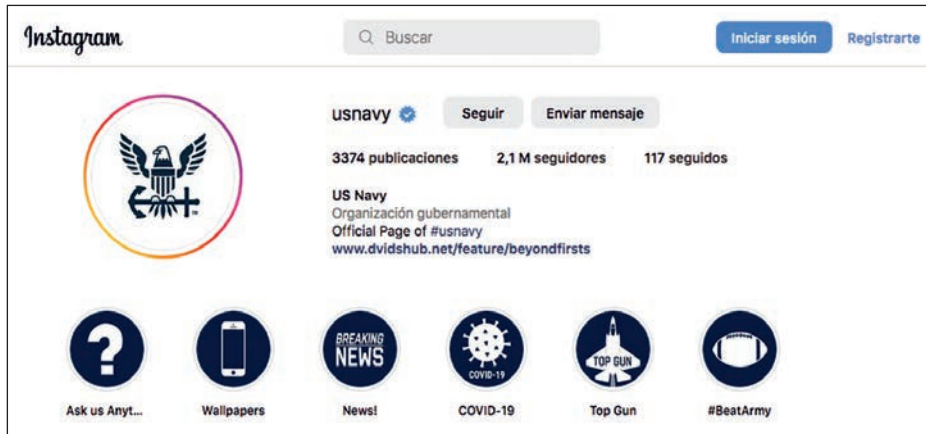 Instagram
Buscar
Iniciar sesión
Registrarte
usnavy
Seguir
Enviar mensaje
3374 publicaciones 2,1 M seguidores 117 seguidos
US Navy
Organización gubernamental
Official Page of #usnavy
www.dvidshub.net/feature/beyondfirsts
BREAKING
NEWS
COVID-19
TOP GUN
Ask us Anyt...
Wallpapers
News!
COVID-19
Top Gun
#BeatArmy